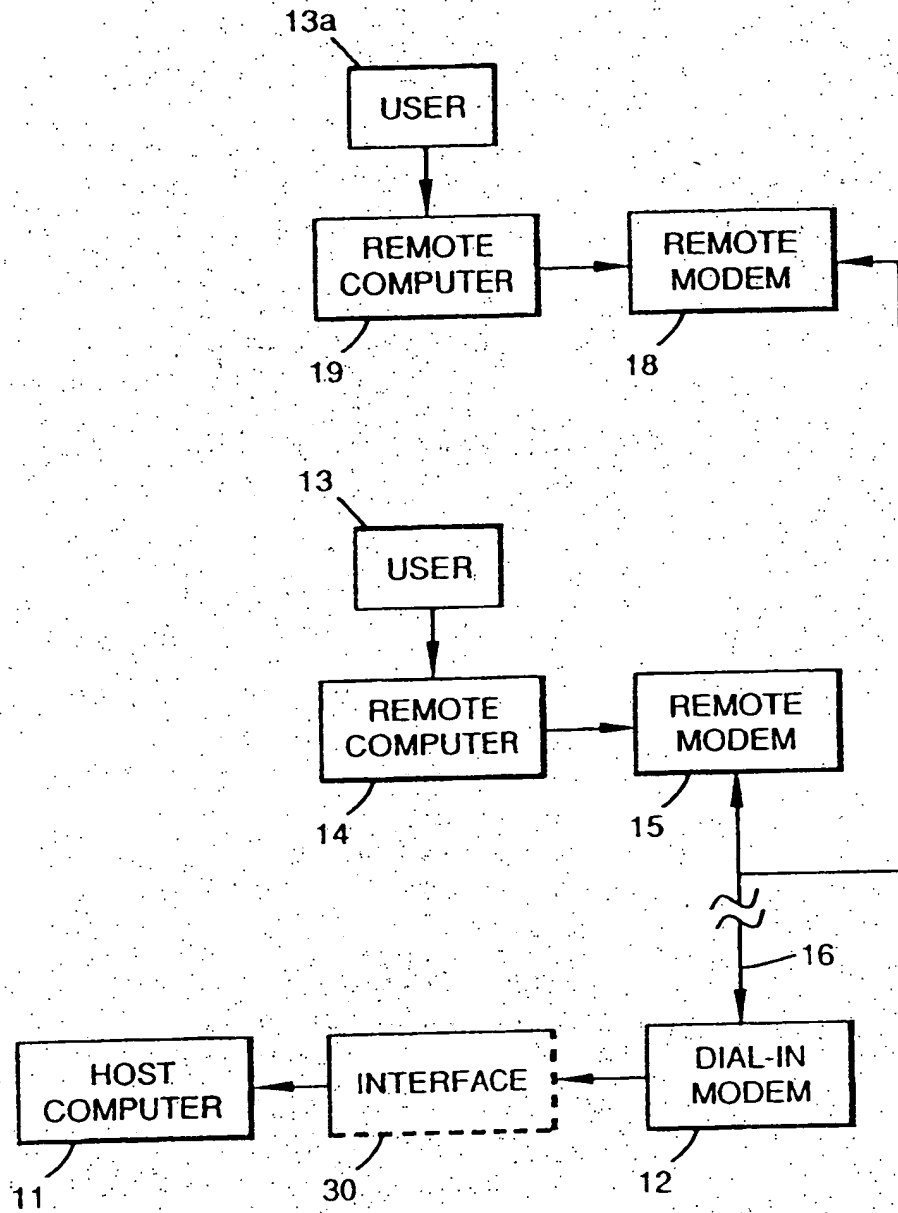 13a
USER
REMOTE
COMPUTER
REMOTE
MODEM
19
18
13
USER
REMOTE
COMPUTER
REMOTE
MODEM
14
15
16
HOST
COMPUTER
INTERFACE
DIAL-IN
MODEM
11
30
12